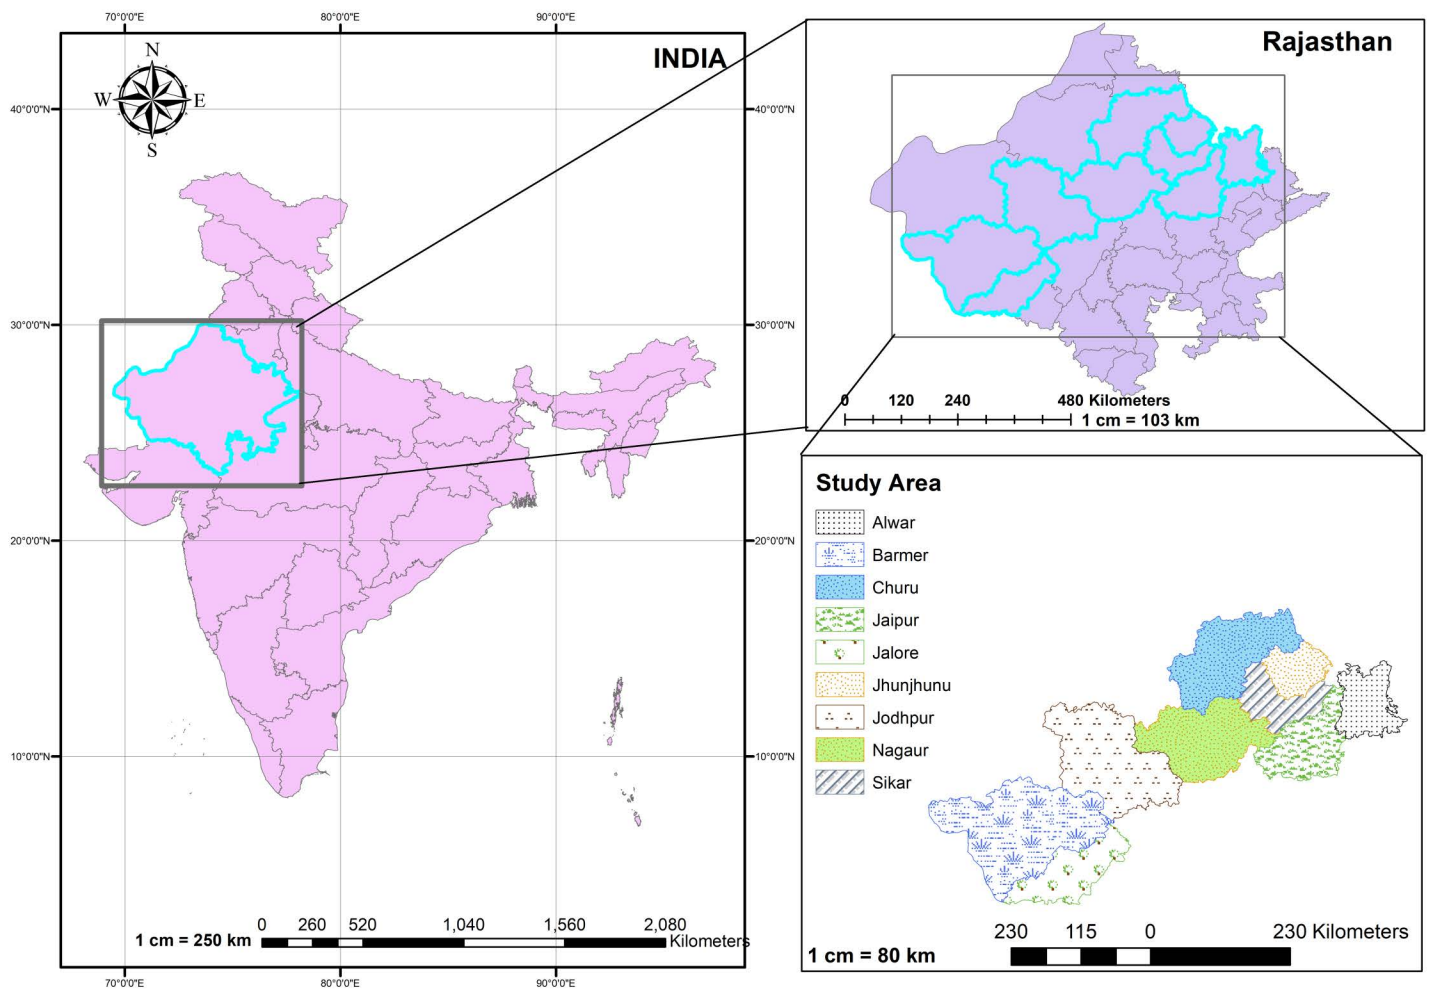 70°0'0"E 80°0'0"E 90°0'0"E
INDIA
N
W E
S
40°0'0"N 40°0'0"N
30°0'0"N 30°0'0"N
20°0'0"N 20°0'0"N
10°0'0"N 10°0'0"N
0 260 520 1,040 1,560 2,080
1 cm = 250 km Kilometers
70°0'0"E 80°0'0"E 90°0'0"E
Rajasthan
0 120 240 480 Kilometers
1 cm = 103 km
Study Area
Alwar
Barmer
Churu
Jaipur
Jalore
Jhunjhunu
Jodhpur
Nagaur
Sikar
230 115 0 230 Kilometers
1 cm = 80 km